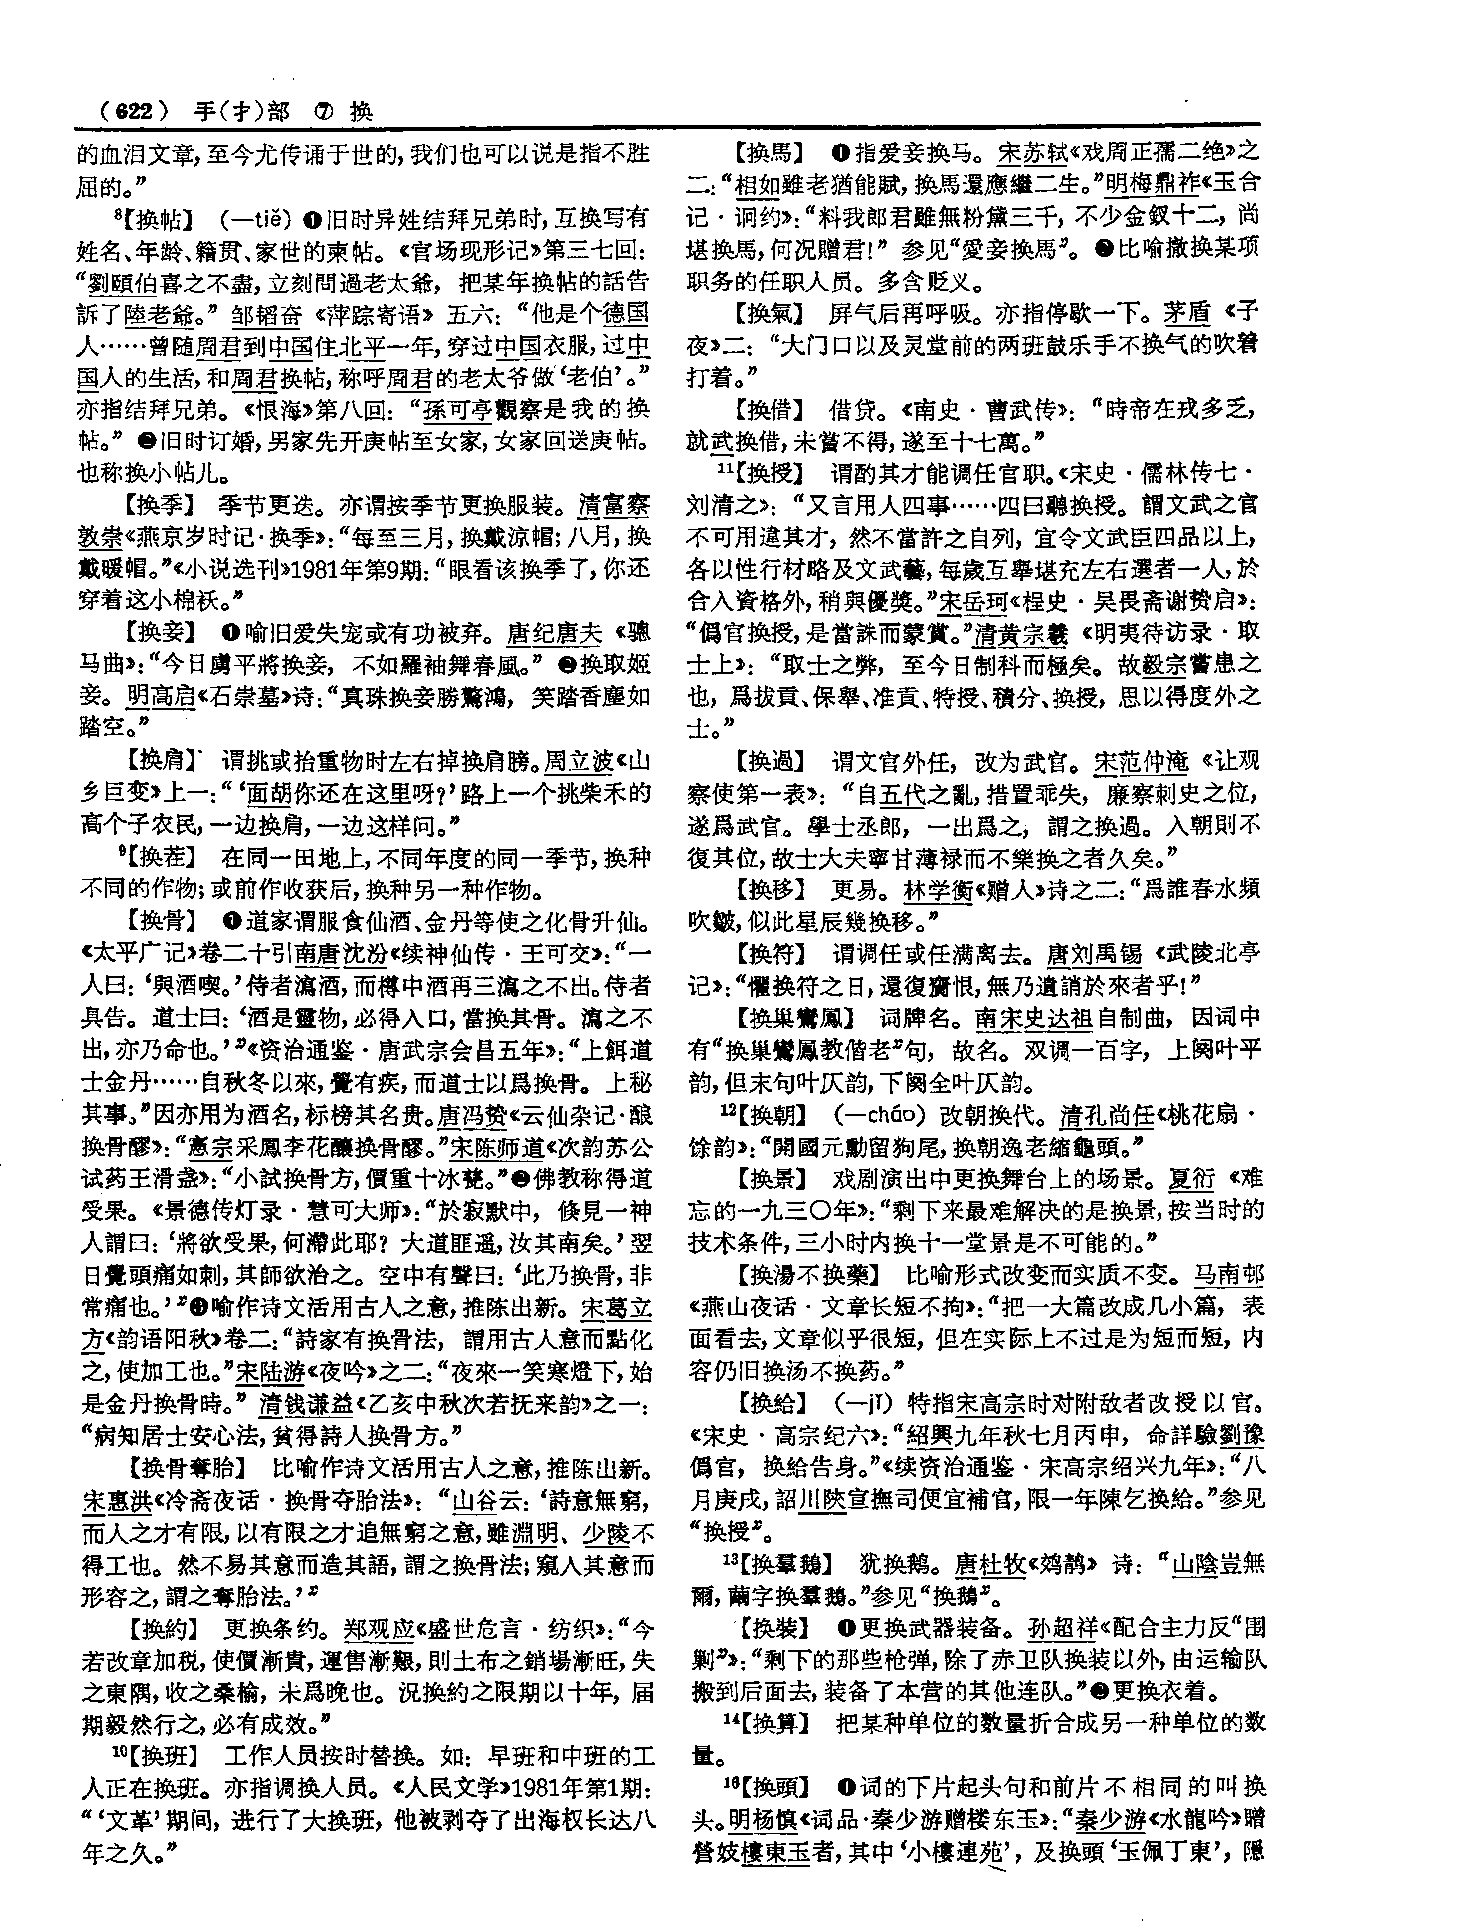 (622) 手(扌)部 ⑦ 换
的血泪文章,至今尤传诵于世的,我们也可以说是指不胜
屈的。”
⁸【换帖】 (—tiě) ❶旧时异姓结拜兄弟时,互换写有
姓名、年龄、籍贯、家世的柬帖。《官场现形记》第三七回:
“劉頤伯喜之不盡,立刻問過老太爺, 把某年换帖的話告
訴了陸老爺。” 邹韬奋《萍踪寄语》五六:“他是个德国
人……曾随周君到中国住北平一年,穿过中国衣服,过中
国人的生活,和周君换帖,称呼周君的老太爷做‘老伯’。”
亦指结拜兄弟。《恨海》第八回:“孫可亭觀察是我的换
帖。” ❷旧时订婚,男家先开庚帖至女家,女家回送庚帖。
也称换小帖儿。
【换季】 季节更迭。亦谓按季节更换服装。清富察
敦崇《燕京岁时记·换季》:“每至三月,换戴涼帽;八月,换
戴暖帽。”《小说选刊》1981年第9期:“眼看该换季了,你还
穿着这小棉袄。”
【换妾】 ❶喻旧爱失宠或有功被弃。唐纪唐夫《骢
马曲》:“今日虜平將换妾, 不如羅袖舞春風。” ❷换取姬
妾。明高启《石崇墓》诗:“真珠换妾勝驚鴻, 笑踏香塵如
踏空。”
【换肩】 谓挑或抬重物时左右掉换肩膀。周立波《山
乡巨变》上一:“‘面胡你还在这里呀?’路上一个挑柴禾的
高个子农民,一边换肩,一边这样问。”
⁹【换茬】 在同一田地上,不同年度的同一季节,换种
不同的作物;或前作收获后,换种另一种作物。
【换骨】 ❶道家谓服食仙酒、金丹等使之化骨升仙。
《太平广记》卷二十引南唐沈汾《续神仙传·王可交》:“一
人曰:‘與酒喫。’侍者瀉酒,而樽中酒再三瀉之不出。侍者
具告。道士曰:‘酒是靈物,必得入口,當换其骨。瀉之不
出,亦乃命也。’”《资治通鉴·唐武宗会昌五年》:“上餌道
士金丹……自秋冬以來,覺有疾,而道士以爲换骨。上秘
其事。”因亦用为酒名,标榜其名贵。唐冯贽《云仙杂记·酿
换骨醪》:“憲宗采鳳李花釀换骨醪。”宋陈师道《次韵苏公
试药王滑盏》:“小試换骨方,價重十冰甆。”❷佛教称得道
受果。《景德传灯录·慧可大师》:“於寂默中, 倏見一神
人謂曰:‘將欲受果,何滯此耶? 大道匪遥,汝其南矣。’翌
日覺頭痛如刺,其師欲治之。空中有聲曰:‘此乃换骨,非
常痛也。’”❸喻作诗文活用古人之意,推陈出新。宋葛立
方《韵语阳秋》卷二:“詩家有换骨法, 謂用古人意而點化
之,使加工也。”宋陆游《夜吟》之二:“夜來一笑寒燈下,始
是金丹换骨時。” 清钱谦益《乙亥中秋次若抚来韵》之一:
“病知居士安心法,貧得詩人换骨方。”
【换骨奪胎】 比喻作诗文活用古人之意,推陈出新。
宋惠洪《冷斋夜话·换骨夺胎法》:“山谷云:‘詩意無窮,
而人之才有限,以有限之才追無窮之意,雖淵明、少陵不
得工也。然不易其意而造其語,謂之换骨法;窺人其意而
形容之,謂之奪胎法。’”
【换約】 更换条约。郑观应《盛世危言·纺织》:“今
若改章加税,使價漸貴,運售漸艱,則土布之銷場漸旺,失
之東隅,收之桑榆, 未爲晚也。況换約之限期以十年, 届
期毅然行之,必有成效。”
¹⁰【换班】 工作人员按时替换。如:早班和中班的工
人正在换班。亦指调换人员。《人民文学》1981年第1期:
“‘文革’期间, 进行了大换班, 他被剥夺了出海权长达八
年之久。”
【换馬】 ❶指爱妾换马。宋苏轼《戏周正孺二绝》之
二:“相如雖老猶能賦,换馬還應繼二生。”明梅鼎祚《玉合
记·诇约》:“料我郎君雖無粉黛三千, 不少金釵十二, 尚
堪换馬,何況贈君!” 参见“愛妾换馬”。❷比喻撤换某项
职务的任职人员。多含贬义。
【换氣】 屏气后再呼吸。亦指停歇一下。茅盾《子
夜》二:“大门口以及灵堂前的两班鼓乐手不换气的吹着
打着。”
【换借】 借贷。《南史·曹武传》:“時帝在戎多乏,
就武换借,未嘗不得,遂至十七萬。”
¹¹【换授】 谓酌其才能调任官职。《宋史·儒林传七·
刘清之》:“又言用人四事……四曰聽换授。謂文武之官
不可用違其才, 然不當許之自列, 宜令文武臣四品以上,
各以性行材略及文武藝,每歲互舉堪充左右選者一人,於
合入資格外,稍與優獎。”宋岳珂《桯史·吴畏斋谢贽启》:
“僞官换授,是當誅而蒙賞。”清黄宗羲《明夷待访录·取
士上》:“取士之弊, 至今日制科而極矣。故毅宗嘗患之
也, 爲拔貢、保舉、准貢、特授、積分、换授, 思以得度外之
士。”
【换過】 谓文官外任, 改为武官。宋范仲淹《让观
察使第一表》:“自五代之亂,措置乖失, 廉察刺史之位,
遂爲武官。學士丞郎, 一出爲之, 謂之换過。入朝則不
復其位,故士大夫寧甘薄禄而不樂换之者久矣。”
【换移】 更易。林学衡《赠人》诗之二:“爲誰春水頻
吹皺,似此星辰幾换移。”
【换符】 谓调任或任满离去。唐刘禹锡《武陵北亭
记》:“懼换符之日,還復齎恨,無乃遺誚於來者乎!”
【换巢鸞鳳】 词牌名。南宋史达祖自制曲, 因词中
有“换巢鸞鳳教偕老”句, 故名。双调一百字, 上阕叶平
韵,但末句叶仄韵,下阕全叶仄韵。
¹²【换朝】 (—cháo) 改朝换代。清孔尚任《桃花扇·
馀韵》:“開國元勳留狗尾,换朝逸老縮龜頭。”
【换景】 戏剧演出中更换舞台上的场景。夏衍《难
忘的一九三〇年》:“剩下来最难解决的是换景,按当时的
技术条件,三小时内换十一堂景是不可能的。”
【换湯不换藥】 比喻形式改变而实质不变。马南邨
《燕山夜话·文章长短不拘》:“把一大篇改成几小篇, 表
面看去,文章似乎很短, 但在实际上不过是为短而短, 内
容仍旧换汤不换药。”
【换給】 (—jǐ) 特指宋高宗时对附敌者改授以官。
《宋史·高宗纪六》:“紹興九年秋七月丙申, 命詳驗劉豫
僞官, 换給告身。”《续资治通鉴·宋高宗绍兴九年》:“八
月庚戌,詔川陝宣撫司便宜補官,限一年陳乞换給。”参见
“换授”。
¹³【换羣鵝】 犹换鹅。唐杜牧《鹦鹉》诗:“山陰豈無
爾,繭字换羣鵝。”参见“换鵝”。
【换裝】 ❶更换武器装备。孙超祥《配合主力反“围
剿”》:“剩下的那些枪弹,除了赤卫队换装以外,由运输队
搬到后面去,装备了本营的其他连队。”❷更换衣着。
¹⁴【换算】 把某种单位的数量折合成另一种单位的数
量。
¹⁶【换頭】 ❶词的下片起头句和前片不相同的叫换
头。明杨慎《词品·秦少游赠楼东玉》:“秦少游《水龍吟》贈
營妓樓東玉者,其中‘小樓連苑’, 及换頭‘玉佩丁東’, 隱